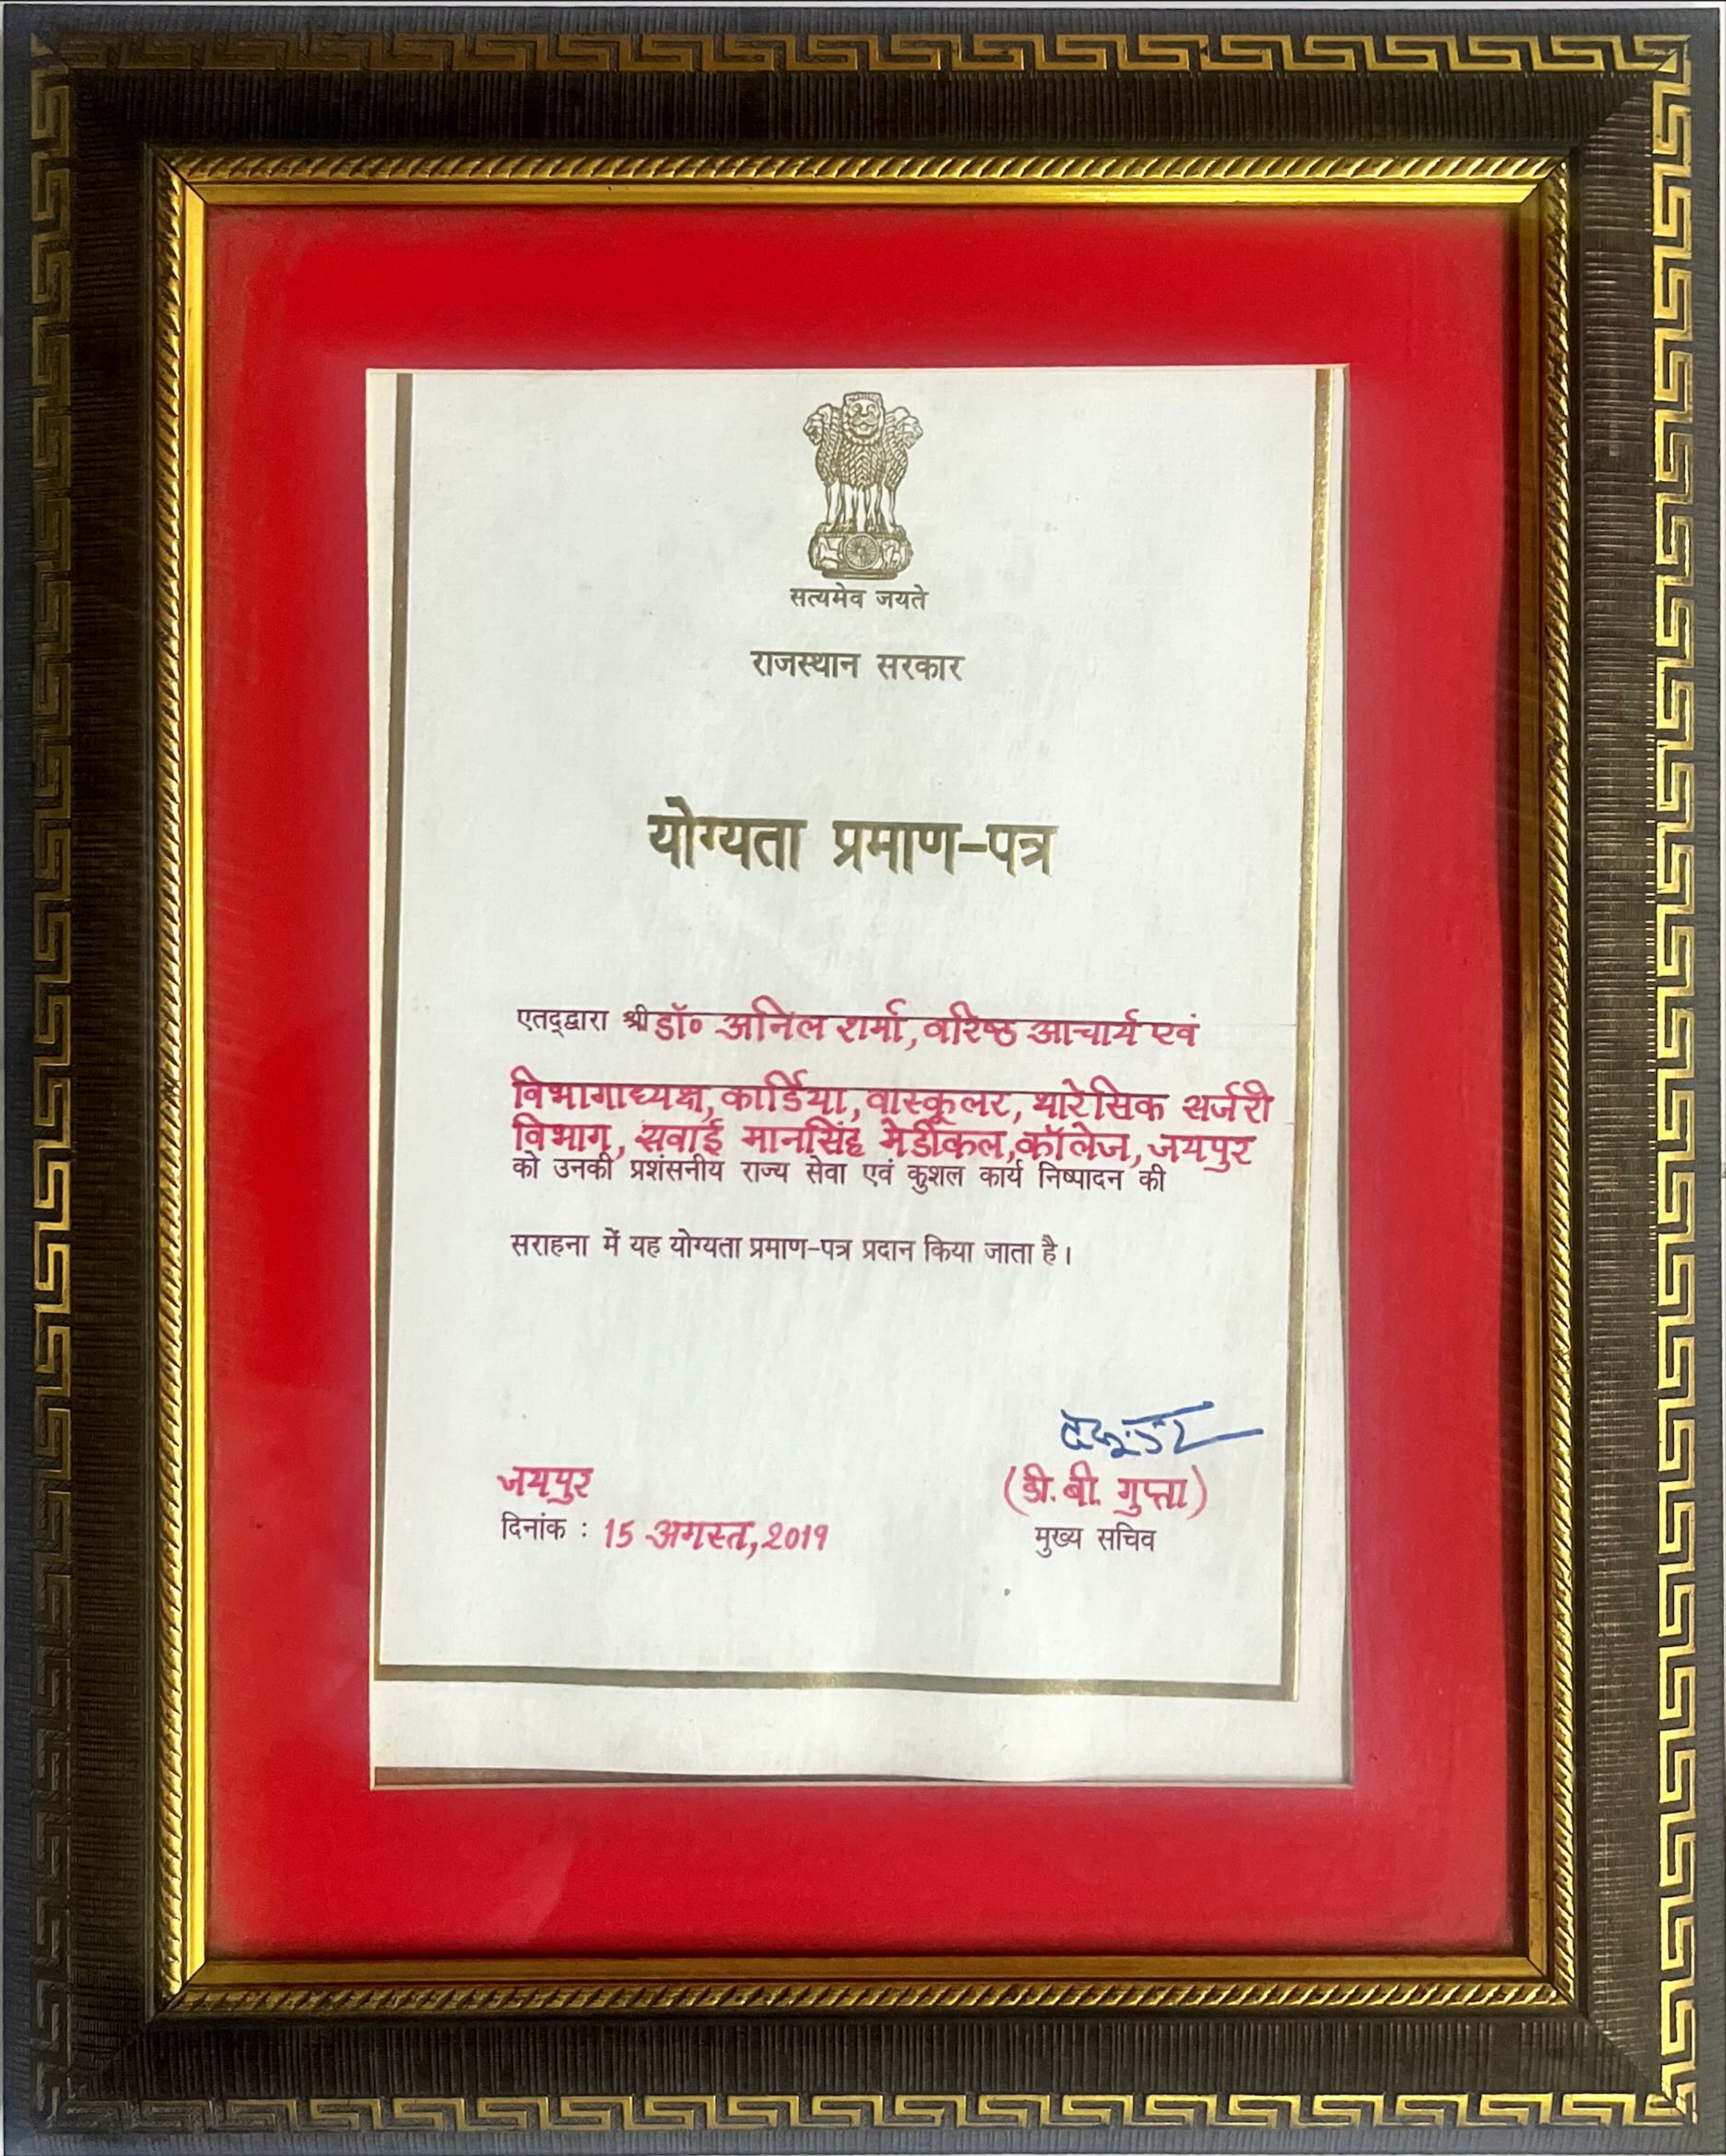 सत्यमेव जयते
राजस्थान सरकार
योग्यता प्रमाण-पत्र
एतद्द्वारा श्री डॉ॰ अनिल शर्मा, वरिष्ठ आचार्य एवं
विभागाध्यक्ष, कार्डिया, वास्कूलर, थारेसिक सर्जरी
विभाग, सवाई मानसिंह मेडीकल, कॉलेज, जयपुर
को उनकी प्रशंसनीय राज्य सेवा एवं कुशल कार्य निष्पादन की
सराहना में यह योग्यता प्रमाण-पत्र प्रदान किया जाता है।
जयपुर
दिनांक : 15 अगस्त, 2019
(डी. बी. गुप्ता)
मुख्य सचिव